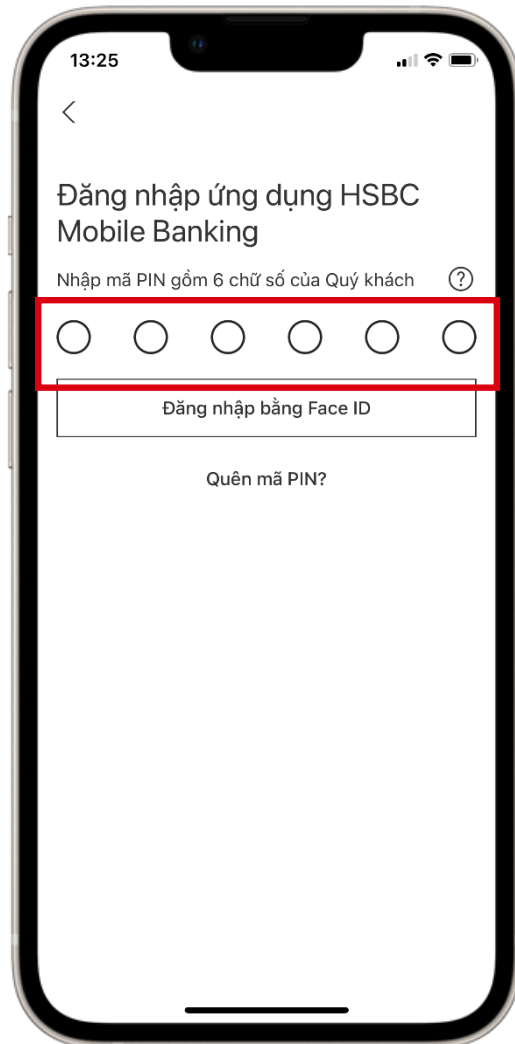 13:25
Đăng nhập ứng dụng HSBC
Mobile Banking
Nhập mã PIN gồm 6 chữ số của Quý khách
?
Đăng nhập bằng Face ID
Quên mã PIN?